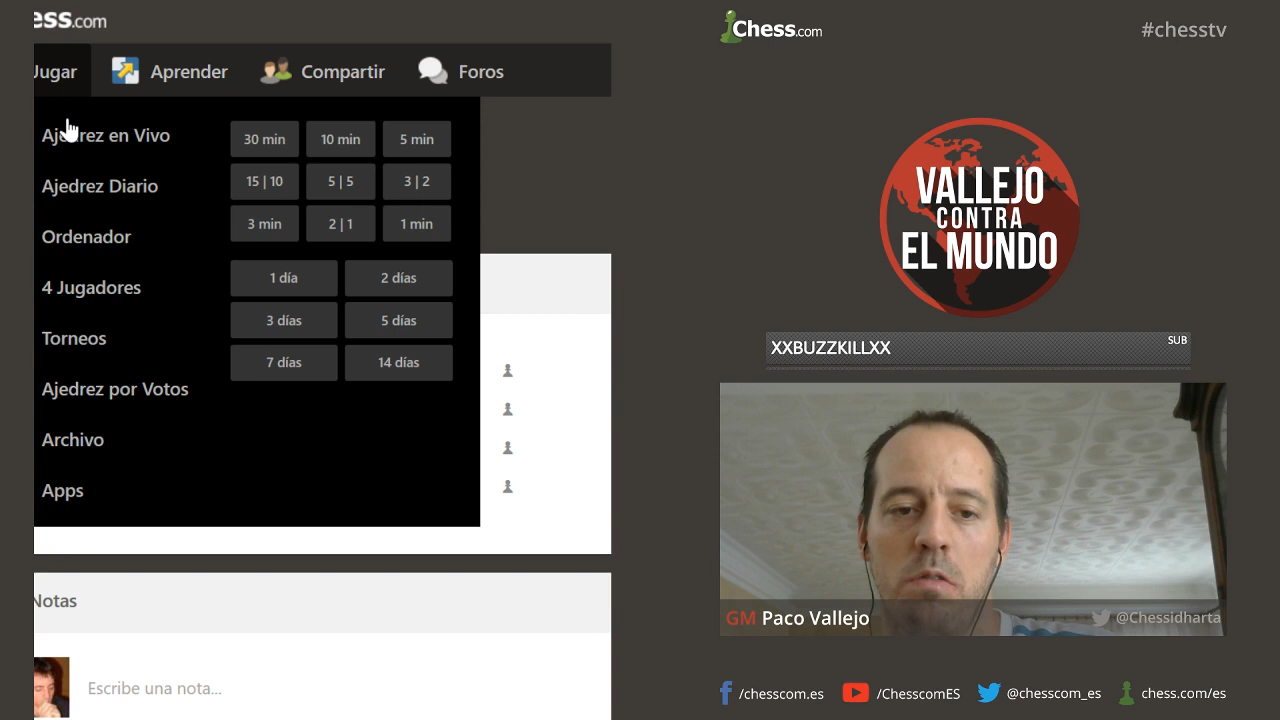 ess.com
Jugar
Aprender
Compartir
Foros
Ajedrez en Vivo
Ajedrez Diario
Ordenador
4 Jugadores
Torneos
Ajedrez por Votos
Archivo
Apps
30 min
10 min
5 min
15 | 10
5 | 5
3 | 2
3 min
2 | 1
1 min
1 día
2 días
3 días
5 días
7 días
14 días
Notas
Escribe una nota...
Chess.com
#chesstv
VALLEJO
CONTRA
EL MUNDO
XXBUZZKILLXX
SUB
GM Paco Vallejo
@Chessidharta
/chesscom.es
/ChesscomES
@chesscom_es
chess.com/es